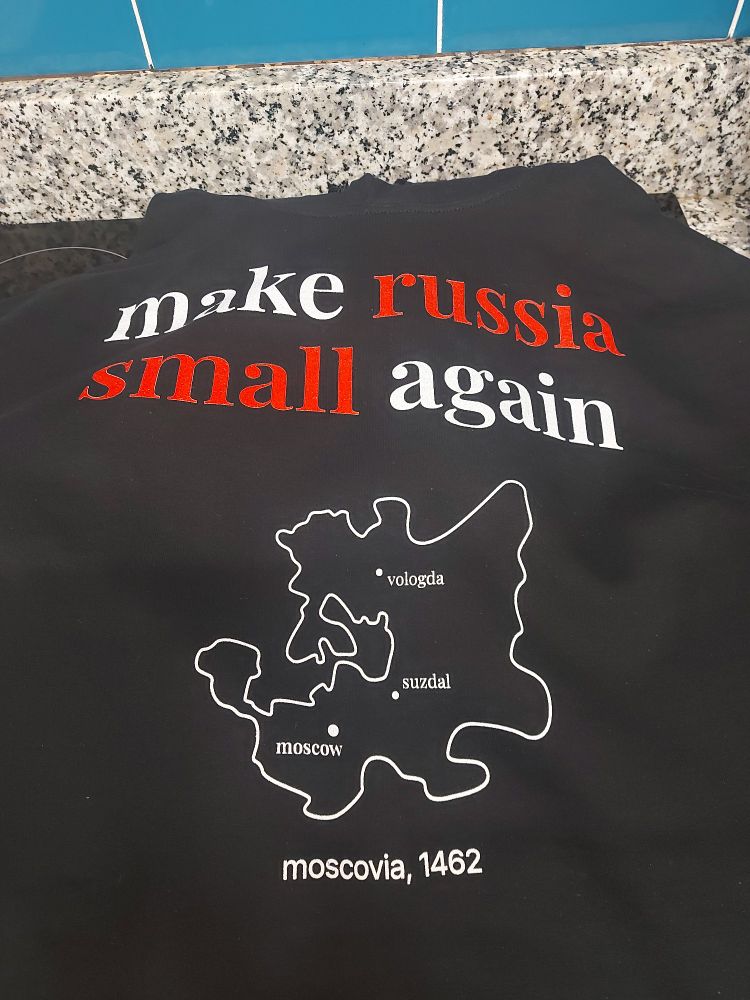 make russia
small again
vologda
suzdal
moscow
moscovia, 1462